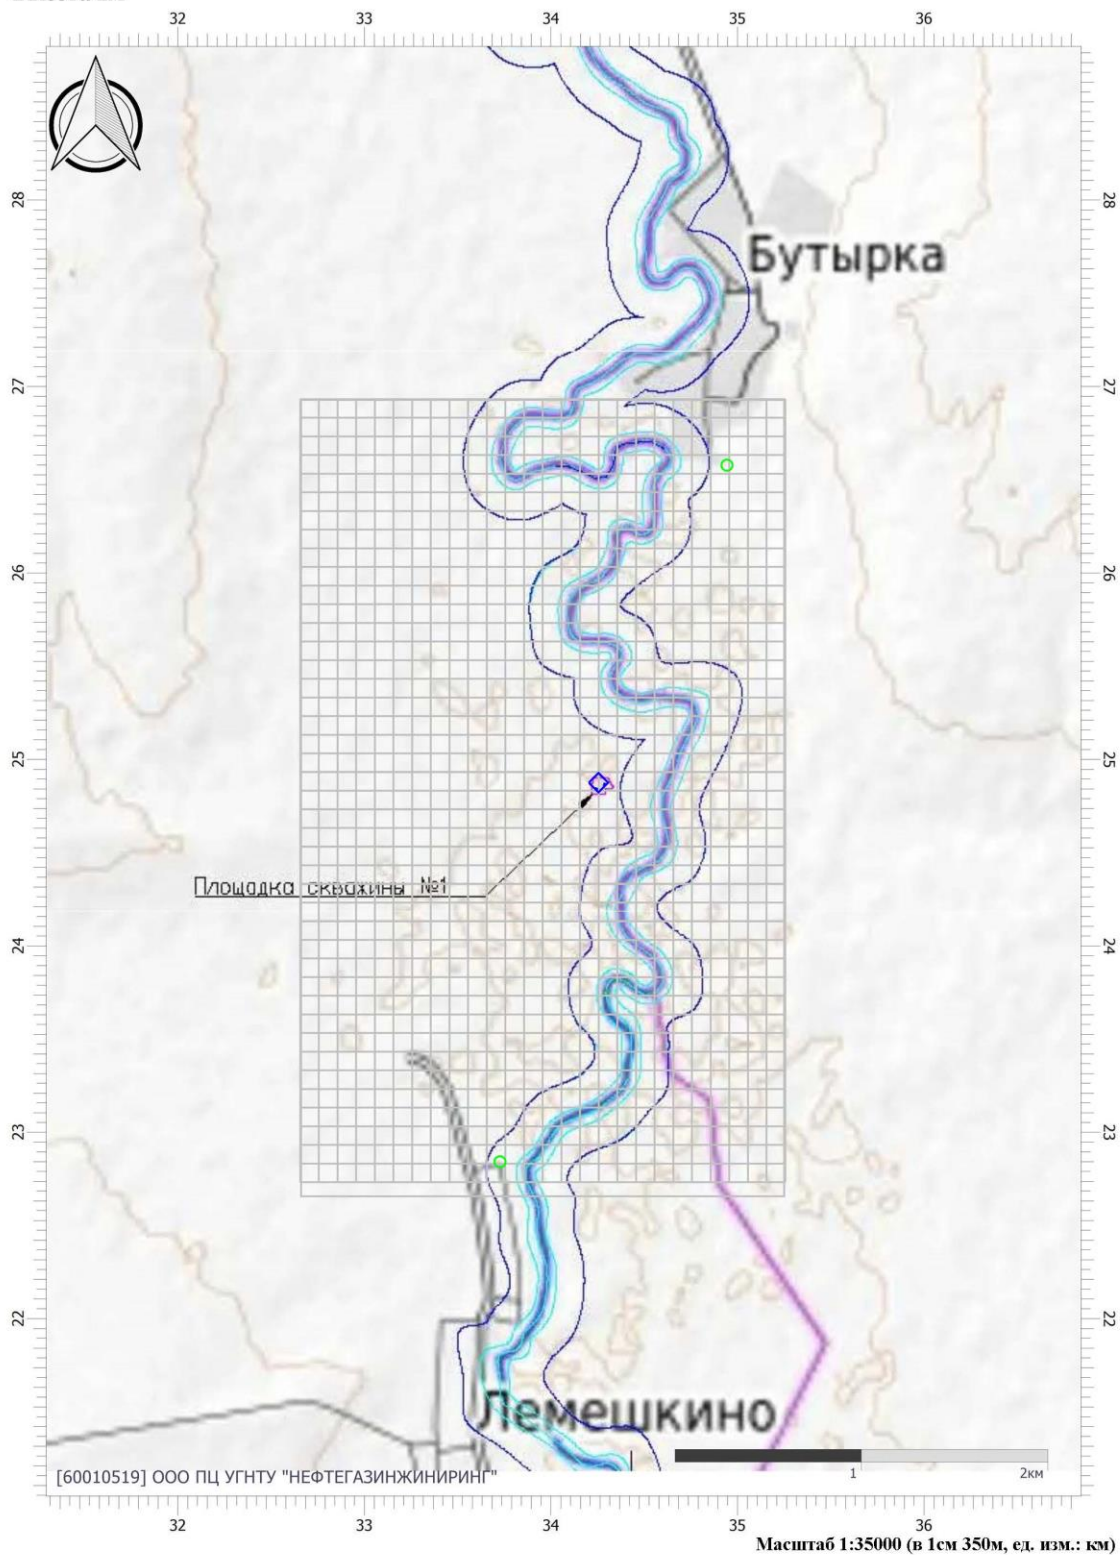 32 33 34 35 36
28 28
Бутырка
27 27
26 26
25 25
Площадка скважины №1
24 24
23 23
22 22
Лемешкино
[60010519] ООО ПЦ УГНТУ "НЕФТЕГАЗИНЖИНИРИНГ"
1 2км
32 33 34 35 36
Масштаб 1:35000 (в 1см 350м, ед. изм.: км)